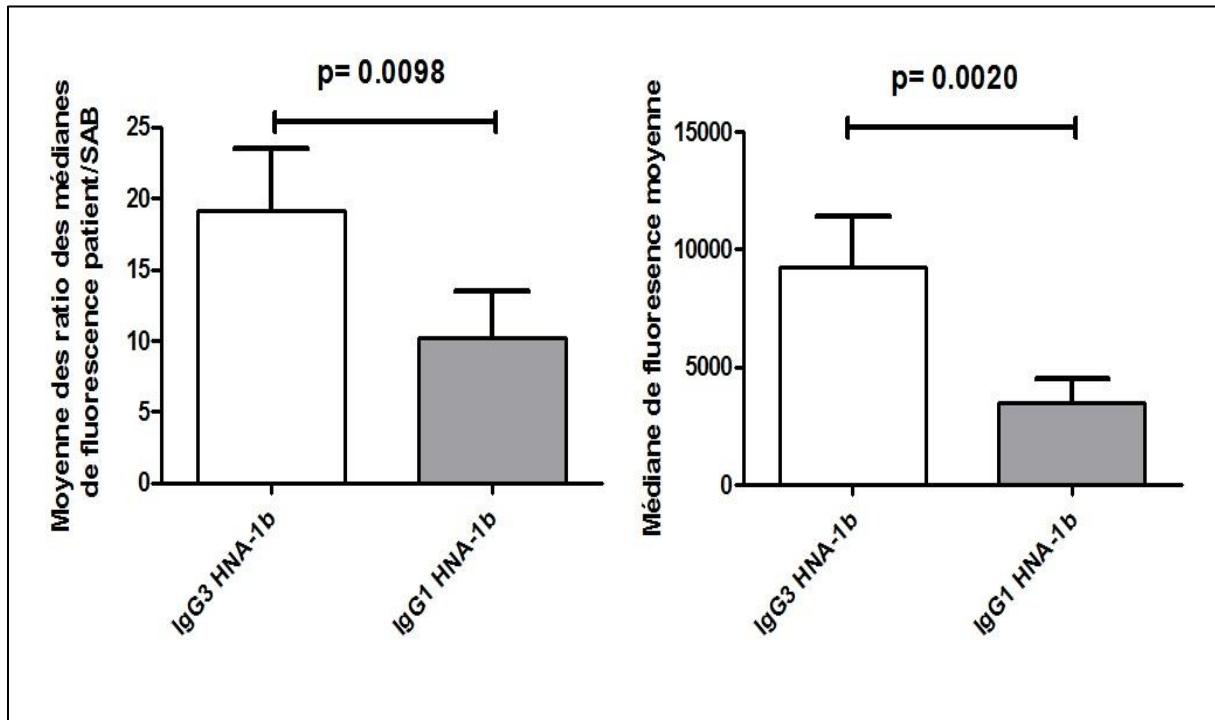 p= 0.0098
Moyenne des ratio des médianes
de fluorescence patient/SAB
25
20
15
10
5
0
IgG3 HNA-1b
IgG1 HNA-1b
p= 0.0020
Médiane de fluoresence moyenne
15000
10000
5000
0
IgG3 HNA-1b
IgG1 HNA-1b